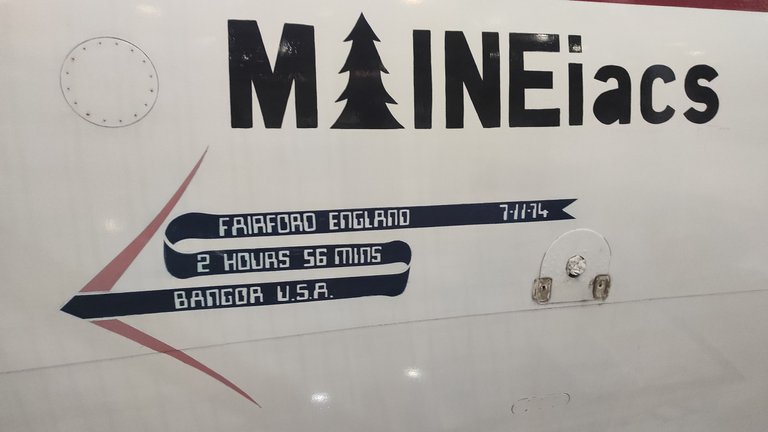 MAINEiacs
FAIRFORD ENGLAND 7-11-74
2 HOURS 56 MINS
BANGOR U.S.A.